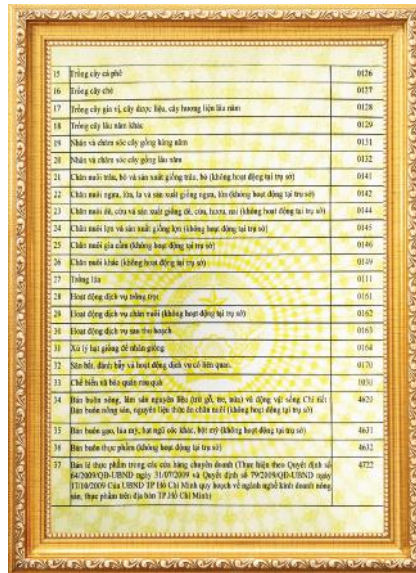 15 Trồng cây cà phê 0126
16 Trồng cây chè 0127
17 Trồng cây gia vị, cây dược liệu, cây hương liệu lâu năm 0128
18 Trồng cây lâu năm khác 0129
19 Nhân và chăm sóc cây giống hàng năm 0131
20 Nhân và chăm sóc cây giống lâu năm 0132
21 Chăn nuôi trâu, bò và sản xuất giống trâu, bò (không hoạt động tại trụ sở) 0141
22 Chăn nuôi ngựa, lừa, la và sản xuất giống ngựa, lừa (không hoạt động tại trụ sở) 0142
23 Chăn nuôi dê, cừu và sản xuất giống dê, cừu, hươu, nai (không hoạt động tại trụ sở) 0144
24 Chăn nuôi lợn và sản xuất giống lợn (không hoạt động tại trụ sở) 0145
25 Chăn nuôi gia cầm (không hoạt động tại trụ sở) 0146
26 Chăn nuôi khác (không hoạt động tại trụ sở) 0149
27 Trồng lúa 0111
28 Hoạt động dịch vụ trồng trọt 0161
29 Hoạt động dịch vụ chăn nuôi (không hoạt động tại trụ sở) 0162
30 Hoạt động dịch vụ sau thu hoạch 0163
31 Xử lý hạt giống để nhân giống 0164
32 Săn bắt, đánh bẫy và hoạt động dịch vụ có liên quan. 0170
33 Chế biến và bảo quản rau quả 1030
34 Bán buôn nông, lâm sản nguyên liệu (trừ gỗ, tre, nứa) và động vật sống Chi tiết : 4620
Bán buôn nông sản, nguyên liệu thức ăn chăn nuôi (không hoạt động tại trụ sở)
35 Bán buôn gạo, lúa mỳ, hạt ngũ cốc khác, bột mỳ (không hoạt động tại trụ sở) 4631
36 Bán buôn thực phẩm (không hoạt động tại trụ sở) 4632
37 Bán lẻ thực phẩm trong các cửa hàng chuyên doanh (Thực hiện theo Quyết định số 4722
64/2009/QĐ-UBND ngày 31/07/2009 và Quyết định số 79/2009/QĐ-UBND ngày
17/10/2009 Của UBND TP Hồ Chí Minh quy hoạch về ngành nghề kinh doanh nông
sản, thực phẩm trên địa bàn TP Hồ Chí Minh)